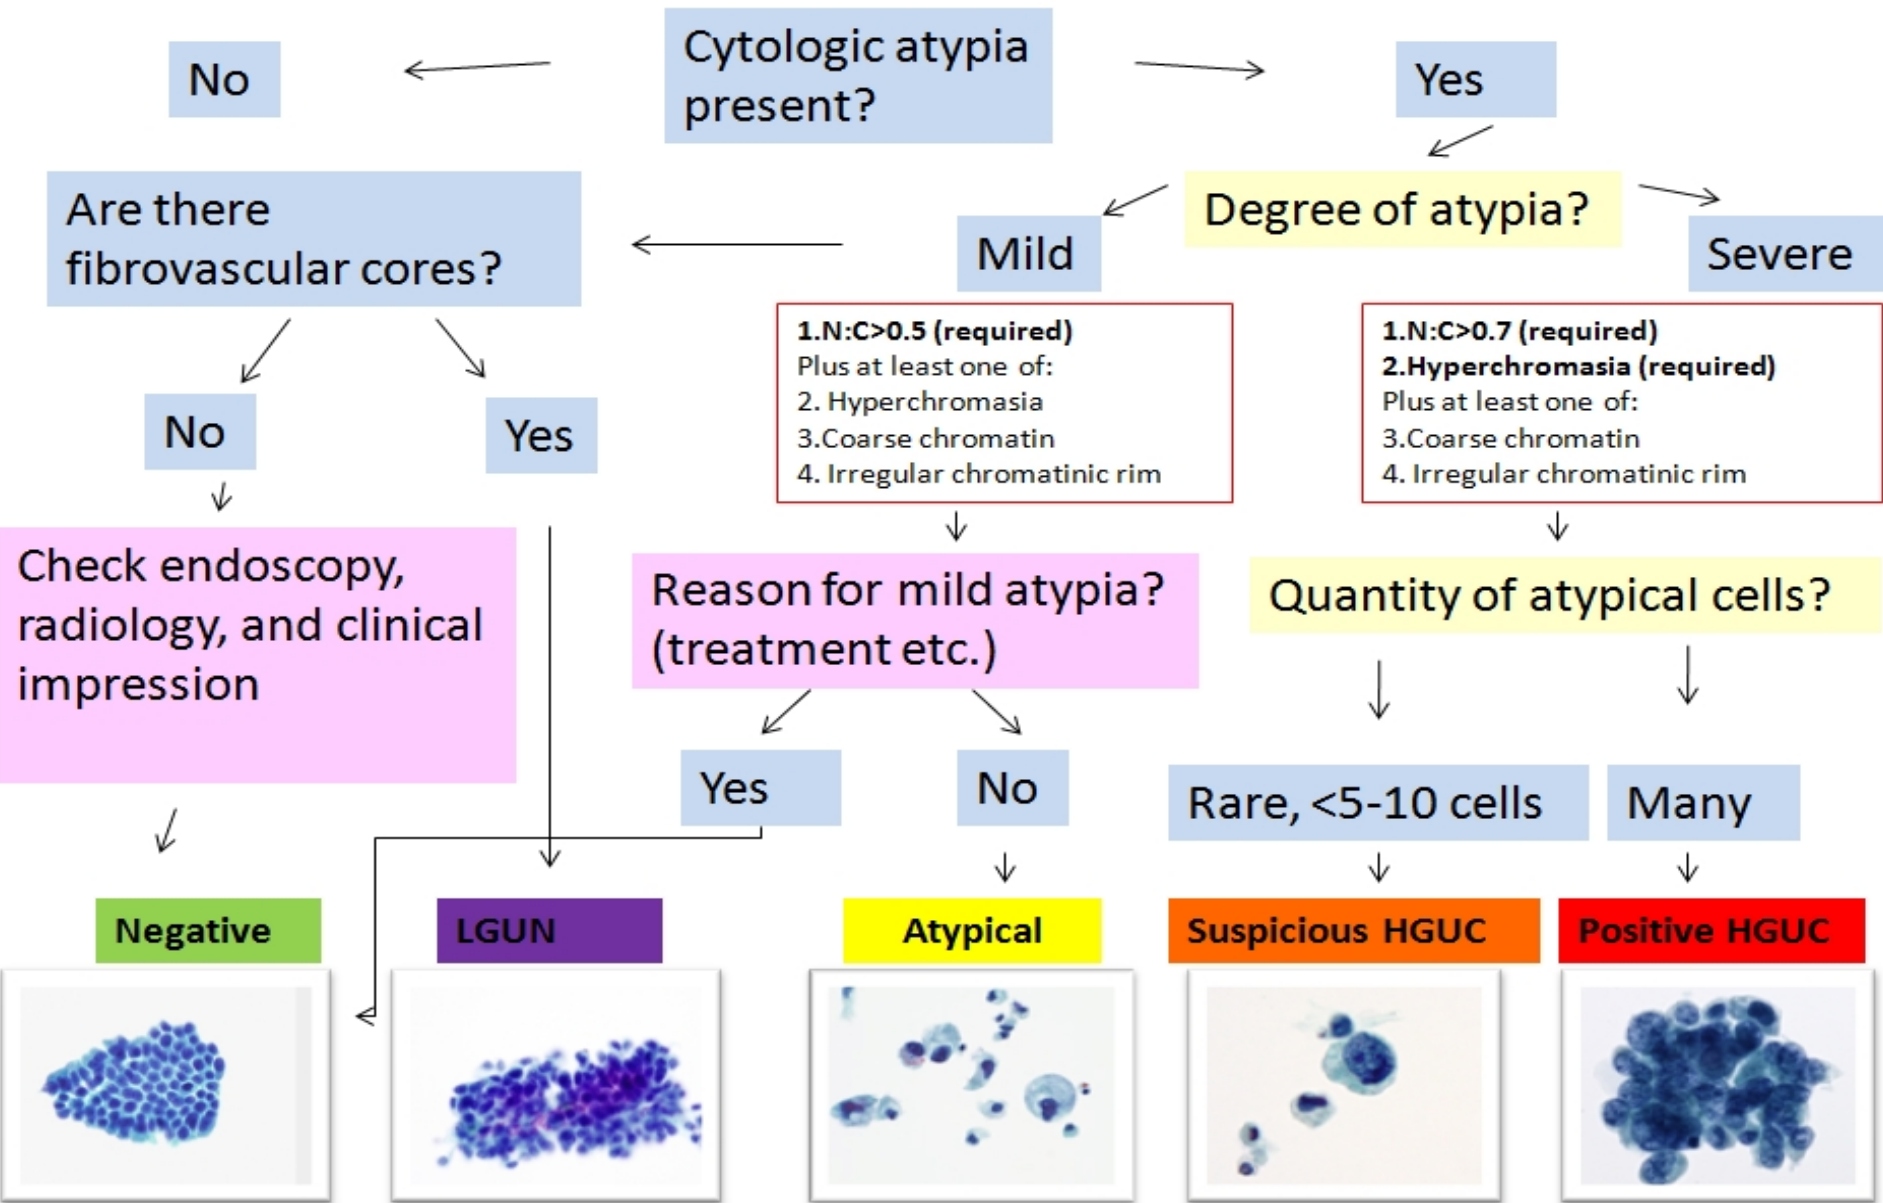 Cytologic atypia
present?
No
Yes
Are there
fibrovascular cores?
Degree of atypia?
Mild
Severe
1.N:C>0.5 (required)
Plus at least one of:
2. Hyperchromasia
3.Coarse chromatin
4. Irregular chromatinic rim
1.N:C>0.7 (required)
2.Hyperchromasia (required)
Plus at least one of:
3.Coarse chromatin
4. Irregular chromatinic rim
No
Yes
Check endoscopy,
radiology, and clinical
impression
Reason for mild atypia?
(treatment etc.)
Quantity of atypical cells?
Yes
No
Rare, <5-10 cells
Many
Negative
LGUN
Atypical
Suspicious HGUC
Positive HGUC